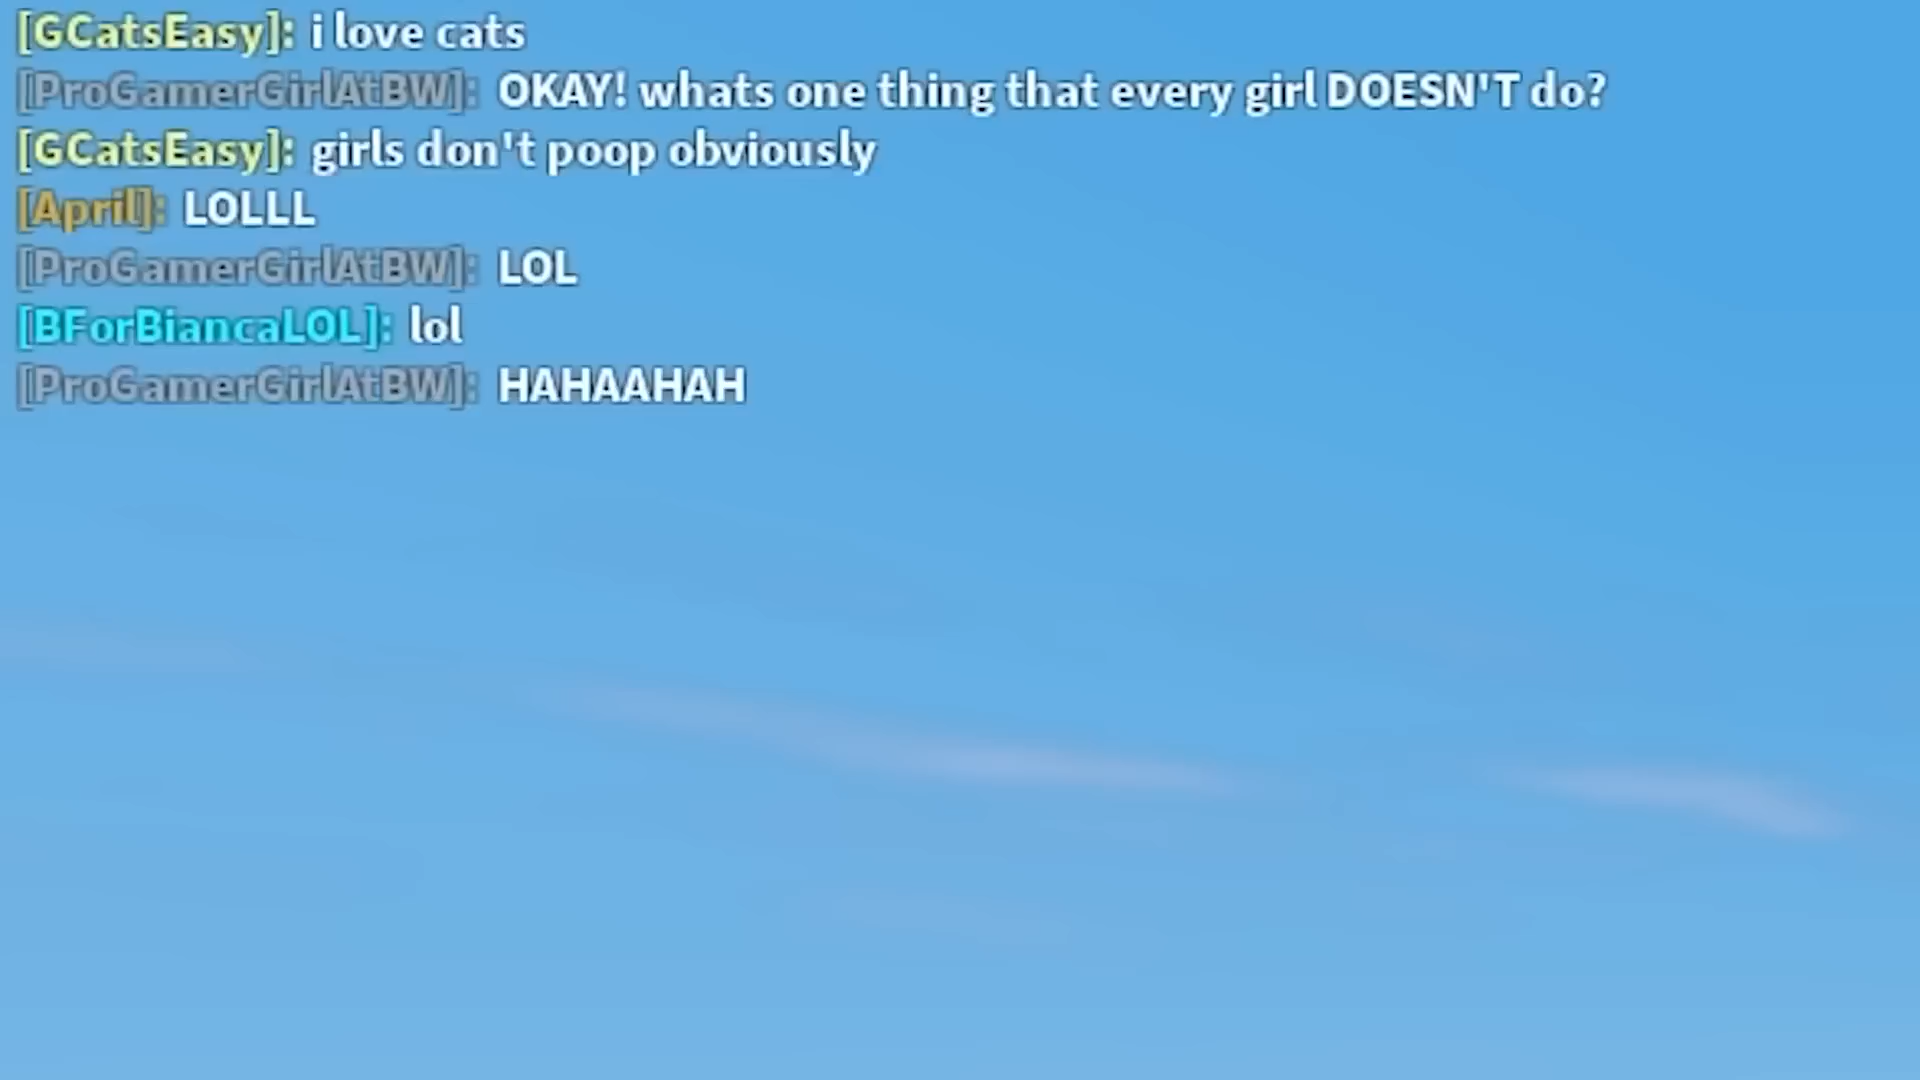 [GCatsEasy]: i love cats
[ProGamerGirlAtBW]: OKAY! whats one thing that every girl DOESN'T do?
[GCatsEasy]: girls don't poop obviously
[April]: LOLLL
[ProGamerGirlAtBW]: LOL
[BForBiancaLOL]: lol
[ProGamerGirlAtBW]: HAHAAHAH